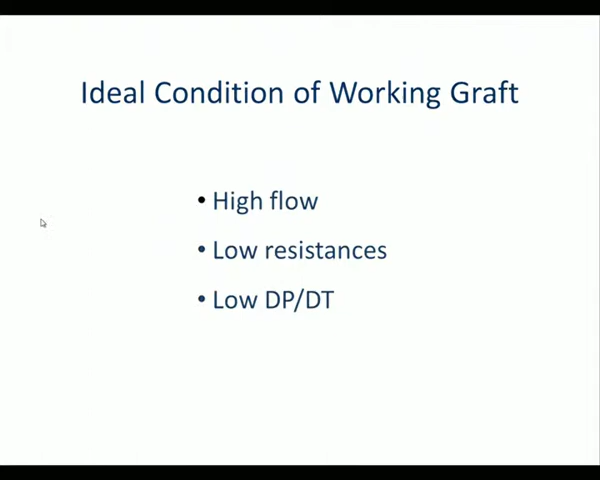 Ideal Condition of Working Graft
• High flow
• Low resistances
• Low DP/DT